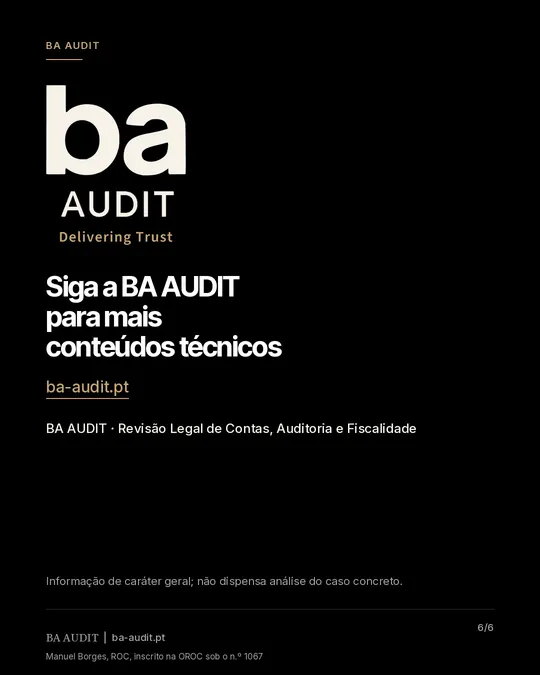 BA AUDIT
ba
AUDIT
Delivering Trust
Siga a BA AUDIT
para mais
conteúdos técnicos
ba-audit.pt
BA AUDIT · Revisão Legal de Contas, Auditoria e Fiscalidade
Informação de caráter geral; não dispensa análise do caso concreto.
6/6
BA AUDIT | ba-audit.pt
Manuel Borges, ROC, inscrito na OROC sob o n.º 1067